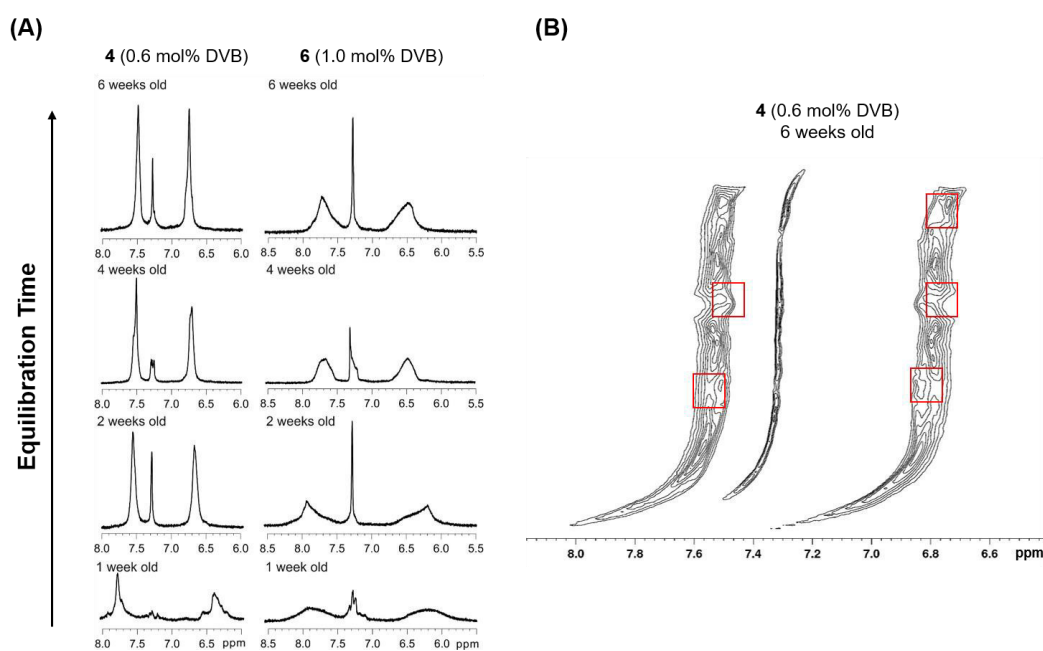 (A)
4 (0.6 mol% DVB)
6 (1.0 mol% DVB)
Equilibration Time
6 weeks old
6 weeks old
8.0 7.5 7.0 6.5 6.0
8.5 8.0 7.5 7.0 6.5 6.0 5.5
4 weeks old
4 weeks old
8.0 7.5 7.0 6.5 6.0
8.5 8.0 7.5 7.0 6.5 6.0 5.5
2 weeks old
2 weeks old
8.0 7.5 7.0 6.5 6.0
8.5 8.0 7.5 7.0 6.5 6.0 5.5
1 week old
1 week old
8.0 7.5 7.0 6.5 ppm
8.5 8.0 7.5 7.0 6.5 6.0 ppm 5.5
(B)
4 (0.6 mol% DVB)
6 weeks old
8.0 7.8 7.6 7.4 7.2 7.0 6.8 6.6 ppm